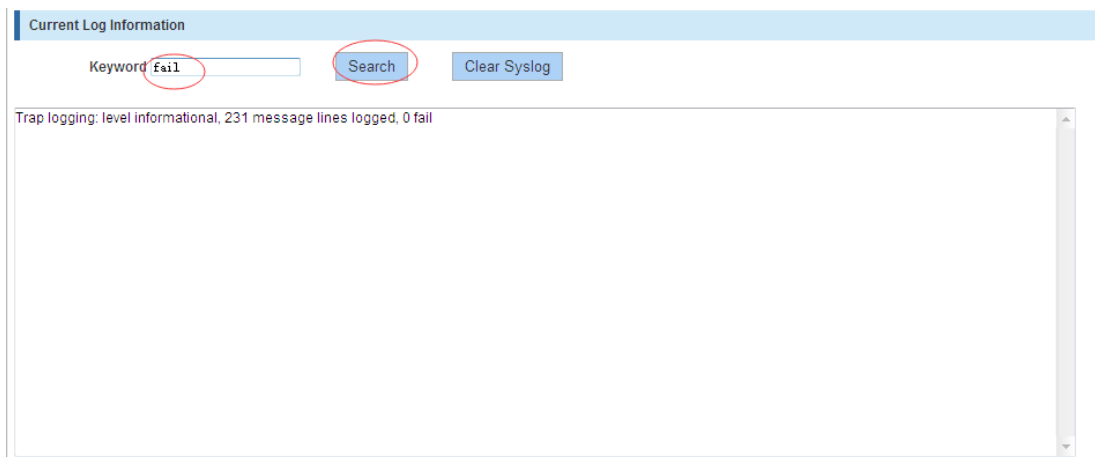 Current Log Information
Keyword fail Search Clear Syslog
Trap logging: level informational, 231 message lines logged, 0 fail